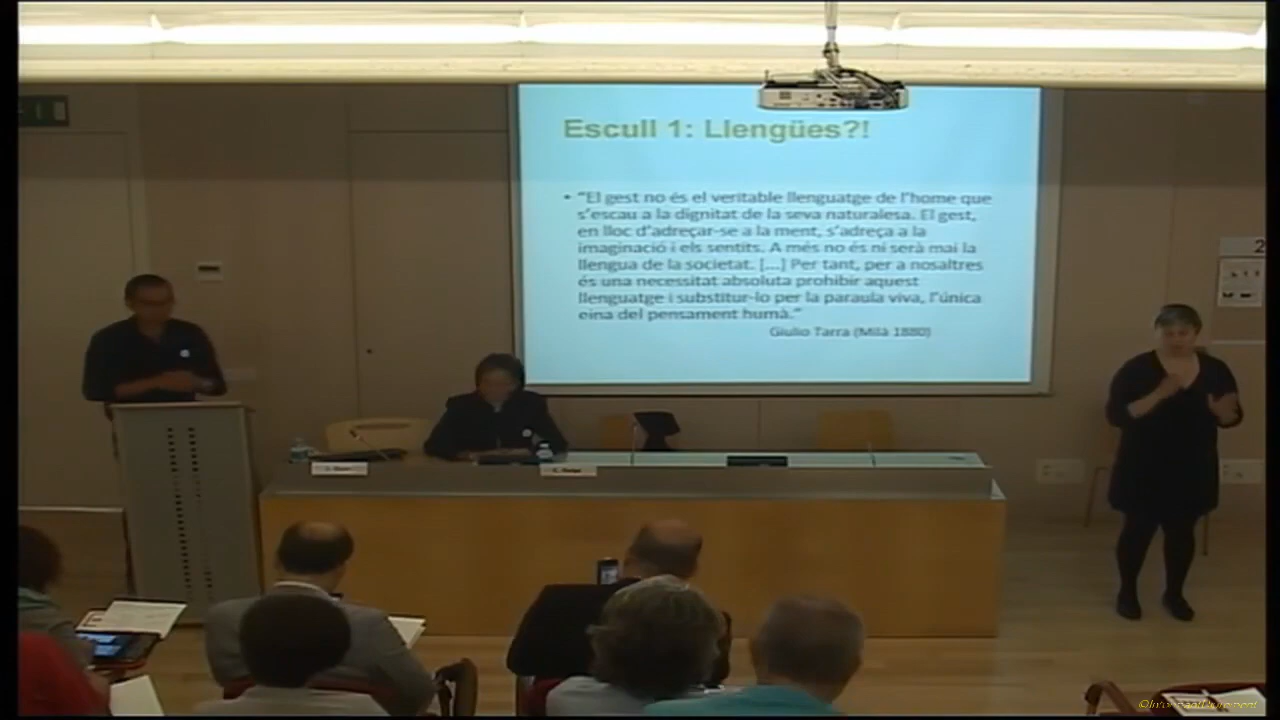 Escull 1: Llengües?!
• "El gest no és el veritable llenguatge de l'home que
s'escau a la dignitat de la seva naturalesa. El gest,
en lloc d'adreçar-se a la ment, s'adreça a la
imaginació i els sentits. A més no és ni serà mai la
llengua de la societat. [...] Per tant, per a nosaltres
és una necessitat absoluta prohibir aquest
llenguatge i substitur-lo per la paraula viva, l'única
eina del pensament humà."
Giulio Tarra (Milà 1880)
2